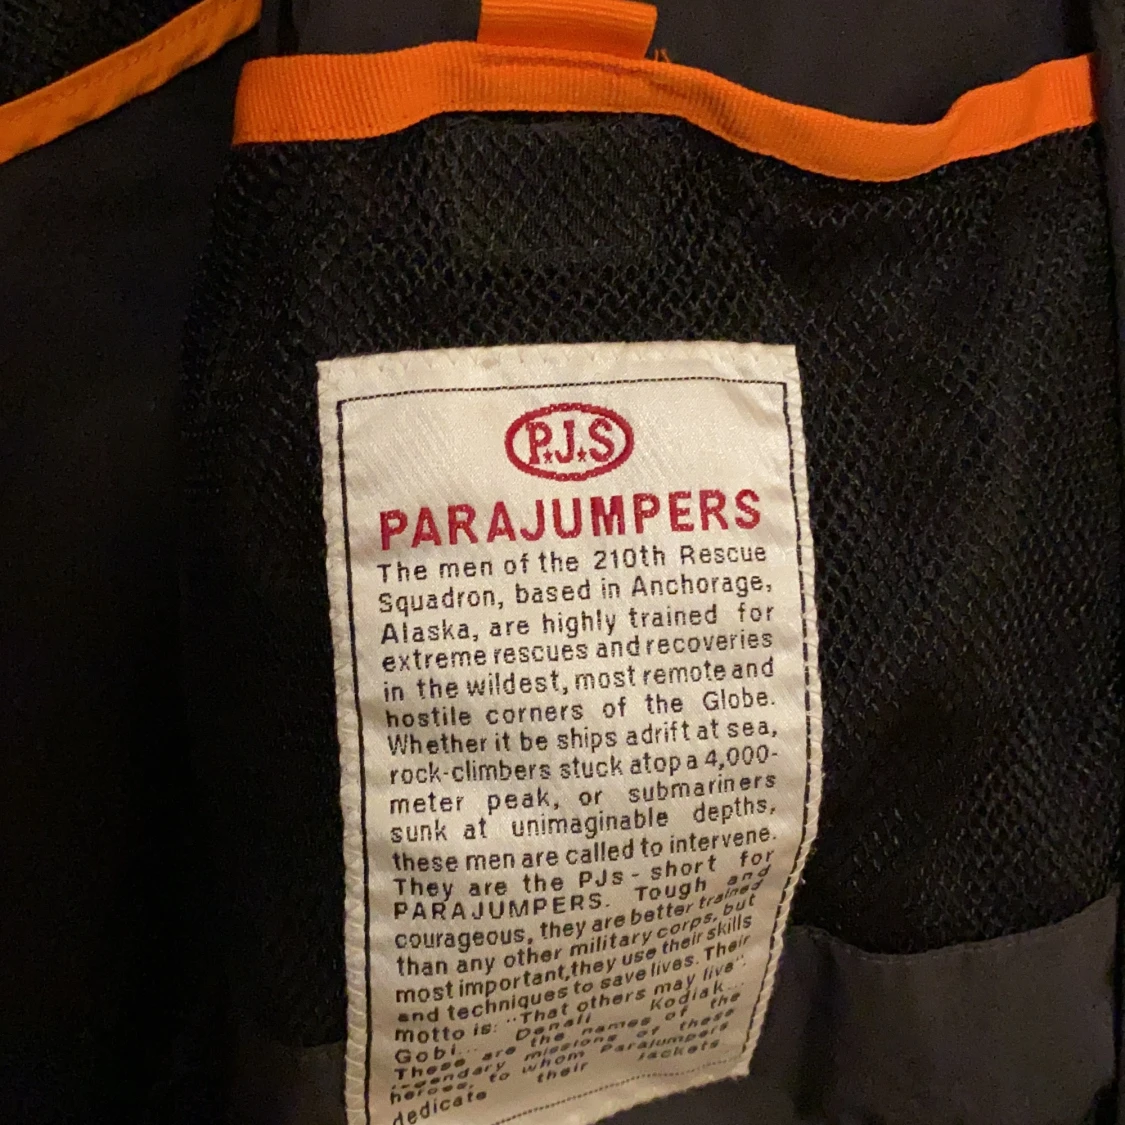 P.J.S
PARAJUMPERS
The men of the 210th Rescue
Squadron, based in Anchorage,
Alaska, are highly trained for
extreme rescues and recoveries
in the wildest, most remote and
hostile corners of the Globe.
Whether it be ships adrift at sea,
rock-climbers stuck atop a 4,000-
meter peak, or submariners
sunk at unimaginable depths,
these men are called to intervene.
They are the PJs - short for
PARAJUMPERS. Tough and
courageous, they are better trained
than any other military corps, but
most important, they use their skills
and techniques to save lives. Their
motto is: "That others may live".
Gobi... Denali Kodiak...
These are the names of the
legendary missions of these
heroes, to whom Parajumpers
dedicate their jackets